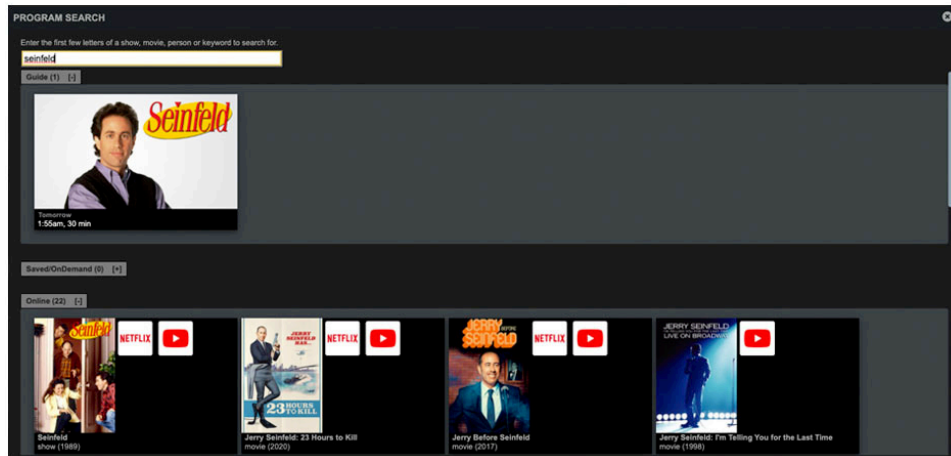 PROGRAM SEARCH
Enter the first few letters of a show, movie, person or keyword to search for.
seinfeld
Guide (1) [-]
Seinfeld
Tomorrow
1:55am, 30 min
Saved/OnDemand (0) [+]
Online (22) [-]
Seinfeld
NETFLIX
Seinfeld
show (1989)
JERRY
SEINFELD
HAS...
23 HOURS
TO KILL
NETFLIX
Jerry Seinfeld: 23 Hours to Kill
movie (2020)
JERRY BEFORE
SEINFELD
NETFLIX
Jerry Before Seinfeld
movie (2017)
JERRY SEINFELD
LIVE ON BROADWAY
Jerry Seinfeld: I'm Telling You for the Last Time
movie (1998)